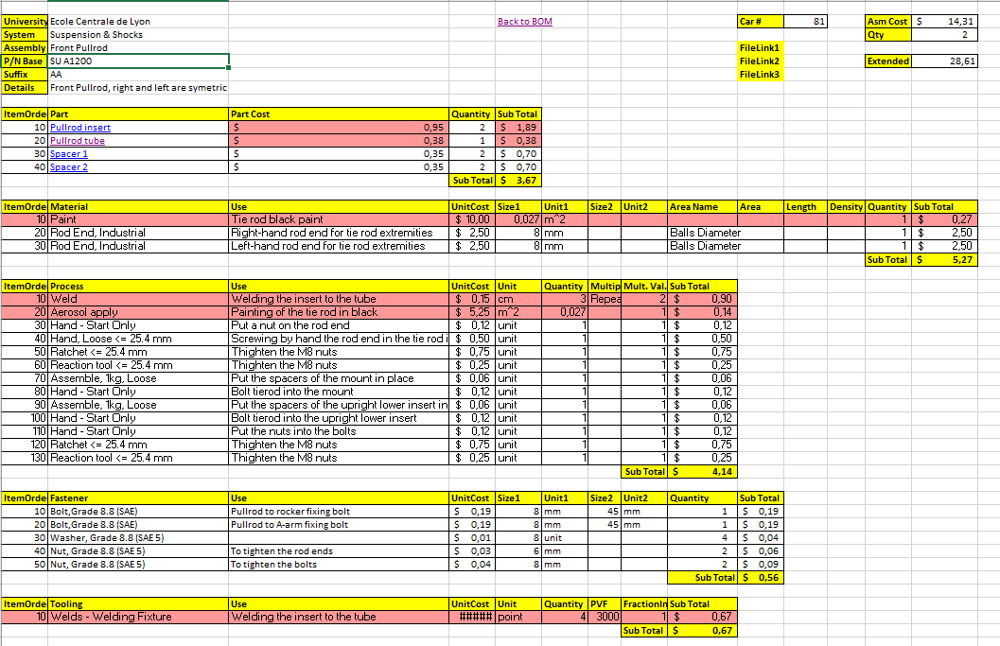 University Ecole Centrale de Lyon Back to BOM Car # 81 Asm Cost $ 14,31
System Suspension & Shocks Qty 2
Assembly Front Pullrod FileLink1
P/N Base SU A1200 FileLink2 Extended 28,61
Suffix AA FileLink3
Details Front Pullrod, right and left are symetric
ItemOrde Part Part Cost Quantity Sub Total
10 Pullrod insert $ 0,95 2 $ 1,89
20 Pullrod tube $ 0,38 1 $ 0,38
30 Spacer 1 $ 0,35 2 $ 0,70
40 Spacer 2 $ 0,35 2 $ 0,70
Sub Total $ 3,67
ItemOrde Material Use UnitCost Size1 Unit1 Size2 Unit2 Area Name Area Length Density Quantity Sub Total
10 Paint Tie rod black paint $ 10,00 0,027 m^2 1 $ 0,27
20 Rod End, Industrial Right-hand rod end for tie rod extremities $ 2,50 8 mm Balls Diameter 1 $ 2,50
30 Rod End, Industrial Left-hand rod end for tie rod extremities $ 2,50 8 mm Balls Diameter 1 $ 2,50
Sub Total $ 5,27
ItemOrde Process Use UnitCost Unit Quantity Multip Mult. Val. Sub Total
10 Weld Welding the insert to the tube $ 0,15 cm 3 Repea 2 $ 0,90
20 Aerosol apply Painting of the tie rod in black $ 5,25 m^2 0,027 1 $ 0,14
30 Hand - Start Only Put a nut on the rod end $ 0,12 unit 1 1 $ 0,12
40 Hand, Loose <= 25.4 mm Screwing by hand the rod end in the tie rod i $ 0,50 unit 1 1 $ 0,50
50 Ratchet <= 25.4 mm Thighten the M8 nuts $ 0,75 unit 1 1 $ 0,75
60 Reaction tool <= 25.4 mm Thighten the M8 nuts $ 0,25 unit 1 1 $ 0,25
70 Assemble, 1kg, Loose Put the spacers of the mount in place $ 0,06 unit 1 1 $ 0,06
80 Hand - Start Only Bolt tierod into the mount $ 0,12 unit 1 1 $ 0,12
90 Assemble, 1kg, Loose Put the spacers of the upright lower insert in $ 0,06 unit 1 1 $ 0,06
100 Hand - Start Only Bolt tierod into the upright lower insert $ 0,12 unit 1 1 $ 0,12
110 Hand - Start Only Put the nuts into the bolts $ 0,12 unit 1 1 $ 0,12
120 Ratchet <= 25.4 mm Thighten the M8 nuts $ 0,75 unit 1 1 $ 0,75
130 Reaction tool <= 25.4 mm Thighten the M8 nuts $ 0,25 unit 1 1 $ 0,25
Sub Total $ 4,14
ItemOrde Fastener Use UnitCost Size1 Unit1 Size2 Unit2 Quantity Sub Total
10 Bolt, Grade 8.8 (SAE) Pullrod to rocker fixing bolt $ 0,19 8 mm 45 mm 1 $ 0,19
20 Bolt, Grade 8.8 (SAE) Pullrod to A-arm fixing bolt $ 0,19 8 mm 45 mm 1 $ 0,19
30 Washer, Grade 8.8 (SAE 5) $ 0,01 8 unit 4 $ 0,04
40 Nut, Grade 8.8 (SAE 5) To tighten the rod ends $ 0,03 6 mm 2 $ 0,06
50 Nut, Grade 8.8 (SAE 5) To tighten the bolts $ 0,04 8 mm 2 $ 0,09
Sub Total $ 0,56
ItemOrde Tooling Use UnitCost Unit Quantity PVF FractionIn Sub Total
10 Welds - Welding Fixture Welding the insert to the tube ##### point 4 3000 1 $ 0,67
Sub Total $ 0,67